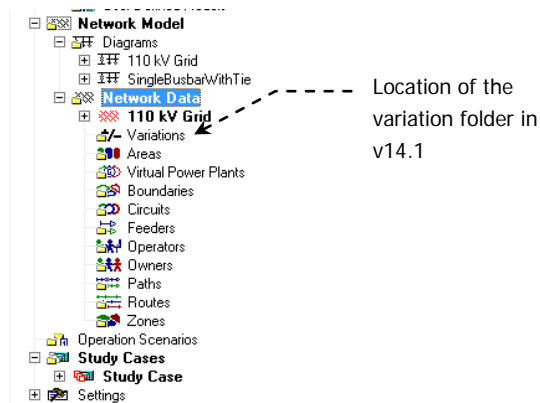 Network Model
Diagrams
110 kV Grid
SingleBusbarWithTie
Network Data
110 kV Grid
Variations
Areas
Virtual Power Plants
Boundaries
Circuits
Feeders
Operators
Owners
Paths
Routes
Zones
Operation Scenarios
Study Cases
Study Case
Settings
Location of the
variation folder in
v14.1